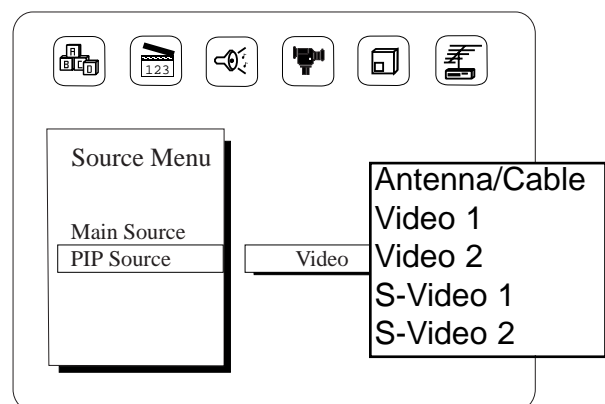 A
B C D
123
Source Menu
Main Source
PIP Source
Video
Antenna/Cable
Video 1
Video 2
S-Video 1
S-Video 2